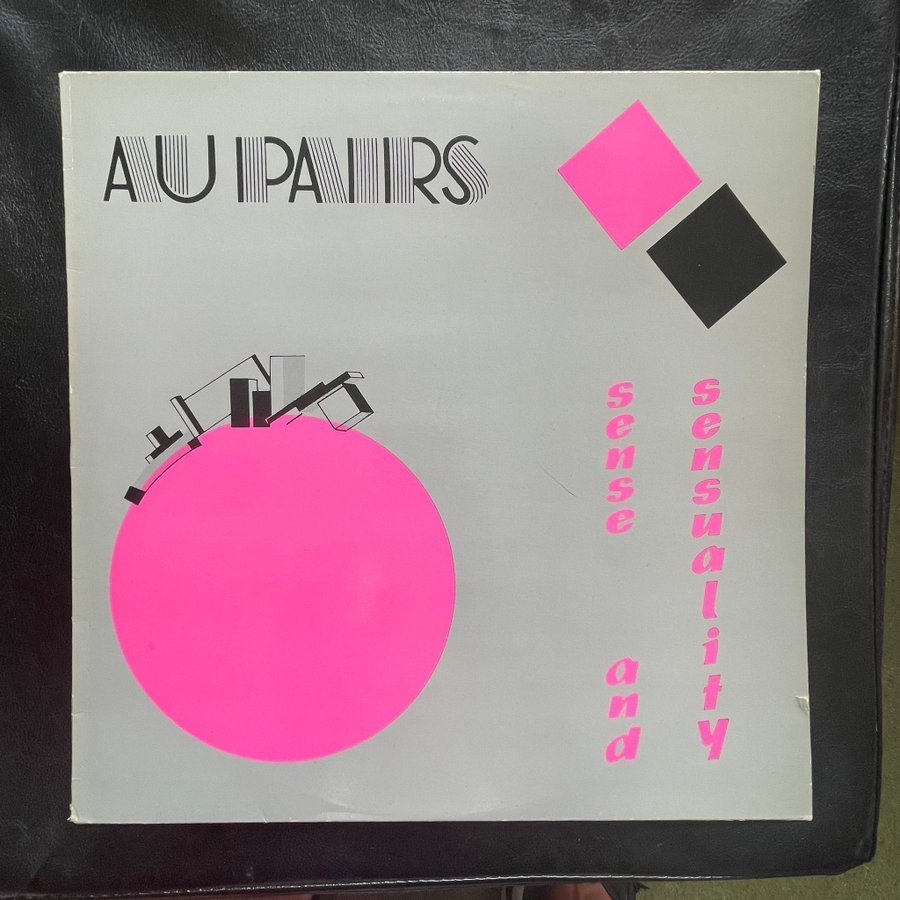 AU PAIRS
sense and
sensuality